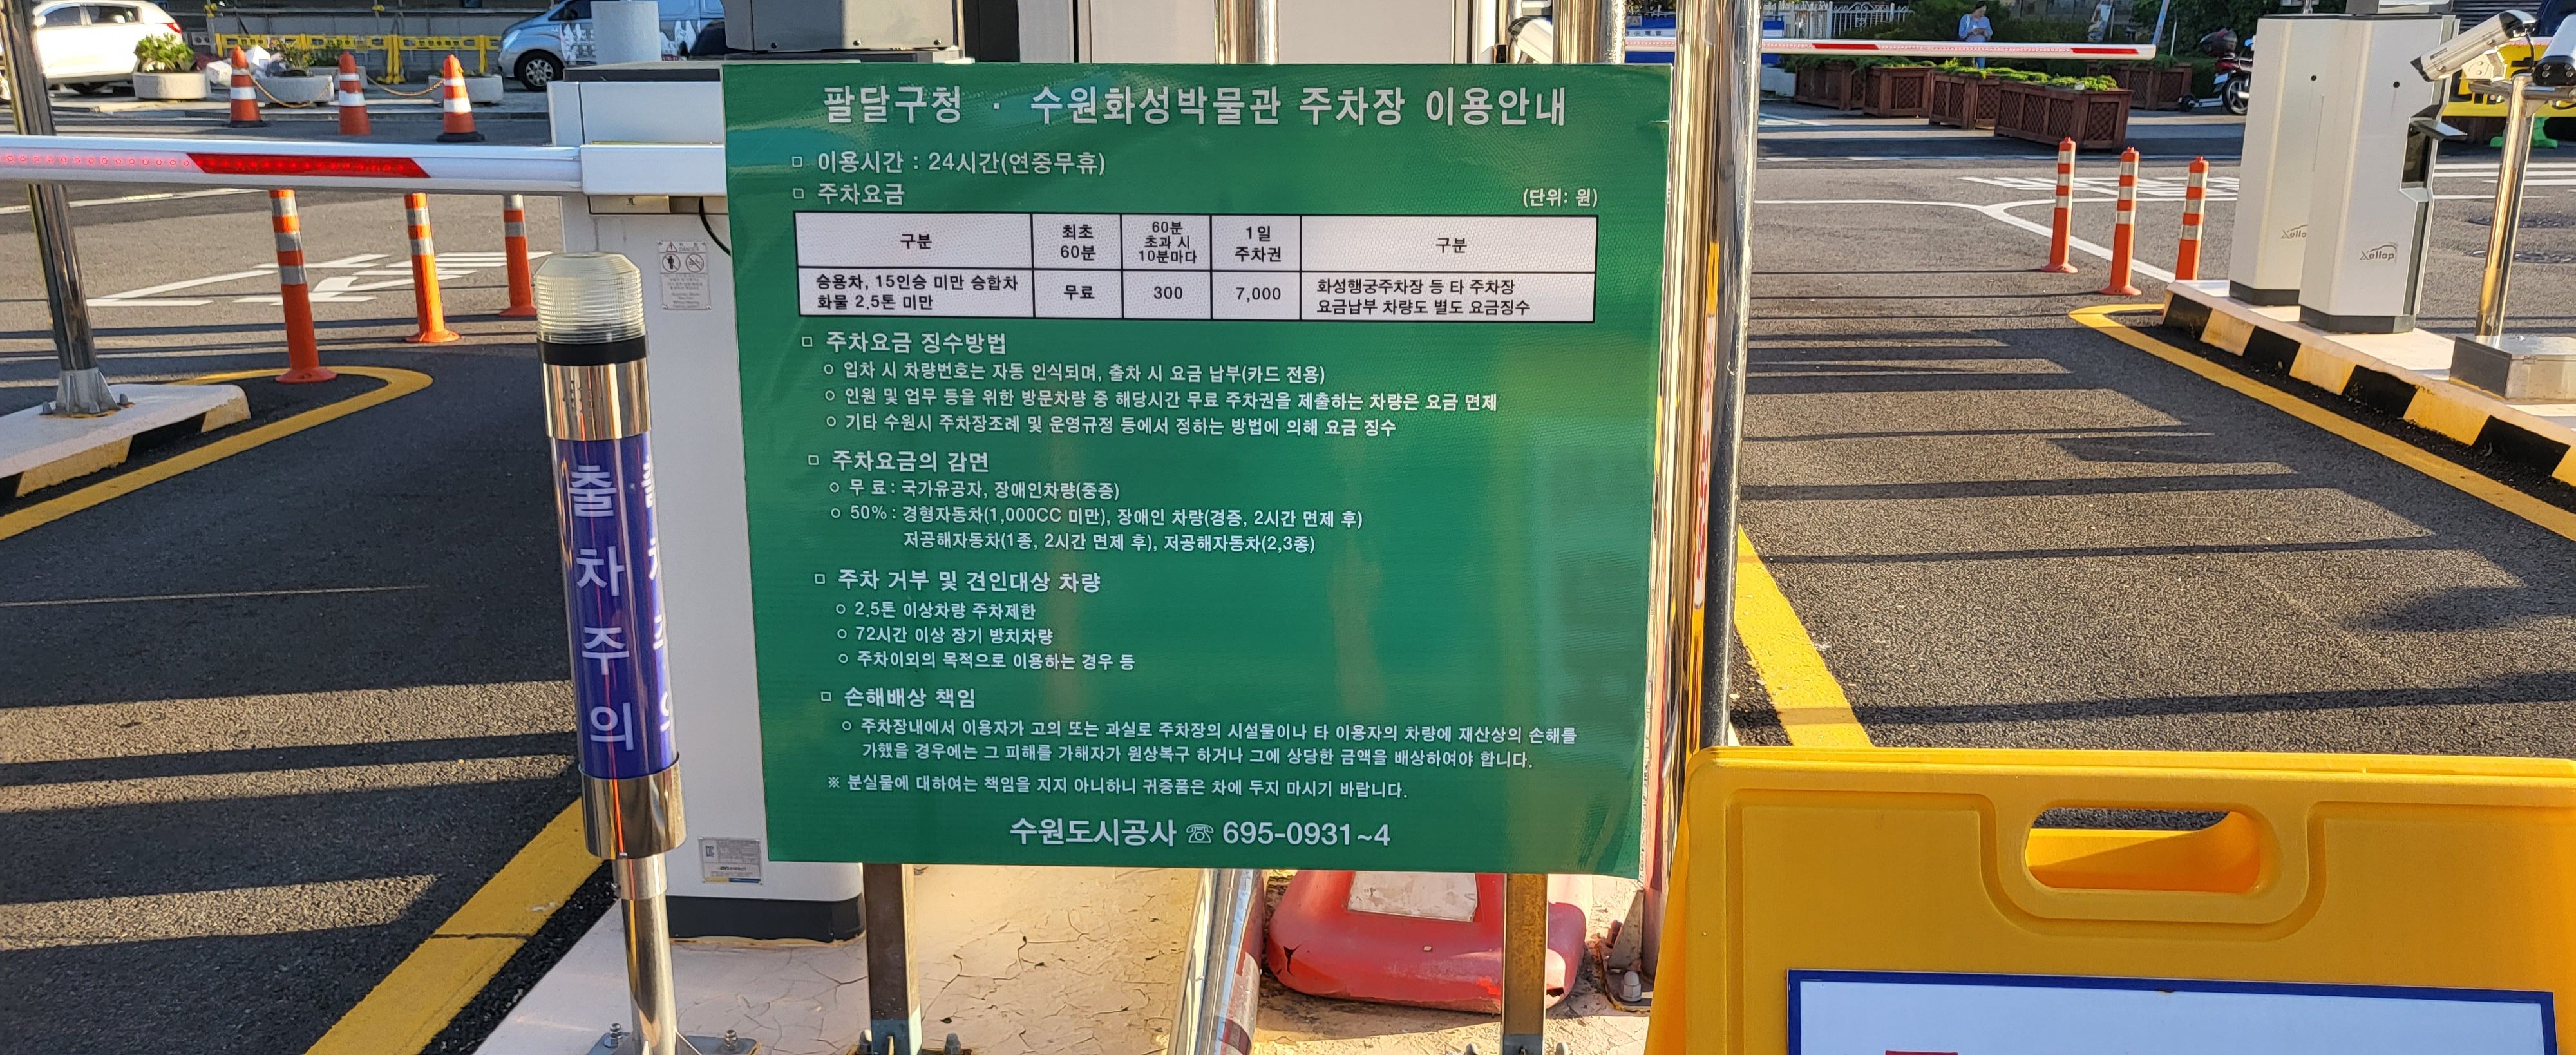 팔달구청 · 수원화성박물관 주차장 이용안내
□ 이용시간 : 24시간(연중무휴)
□ 주차요금
(단위: 원)
구분 최초 60분 60분 초과 시 10분마다 1일 주차권 구분
승용차, 15인승 미만 승합차 화물 2.5톤 미만 무료 300 7,000 화성행궁주차장 등 타 주차장 요금납부 차량도 별도 요금징수
□ 주차요금 징수방법
○ 입차 시 차량번호는 자동 인식되며, 출차 시 요금 납부(카드 전용)
○ 인원 및 업무 등을 위한 방문차량 중 해당시간 무료 주차권을 제출하는 차량은 요금 면제
○ 기타 수원시 주차장조례 및 운영규정 등에서 정하는 방법에 의해 요금 징수
□ 주차요금의 감면
○ 무 료 : 국가유공자, 장애인차량(중증)
○ 50% : 경형자동차(1,000CC 미만), 장애인 차량(경증, 2시간 면제 후)
저공해자동차(1종, 2시간 면제 후), 저공해자동차(2,3종)
□ 주차 거부 및 견인대상 차량
○ 2.5톤 이상차량 주차제한
○ 72시간 이상 장기 방치차량
○ 주차이외의 목적으로 이용하는 경우 등
□ 손해배상 책임
○ 주차장내에서 이용자가 고의 또는 과실로 주차장의 시설물이나 타 이용자의 차량에 재산상의 손해를
가했을 경우에는 그 피해를 가해자가 원상복구 하거나 그에 상당한 금액을 배상하여야 합니다.
※ 분실물에 대하여는 책임을 지지 아니하니 귀중품은 차에 두지 마시기 바랍니다.
수원도시공사 ☏ 695-0931~4
출차주의
Xellop